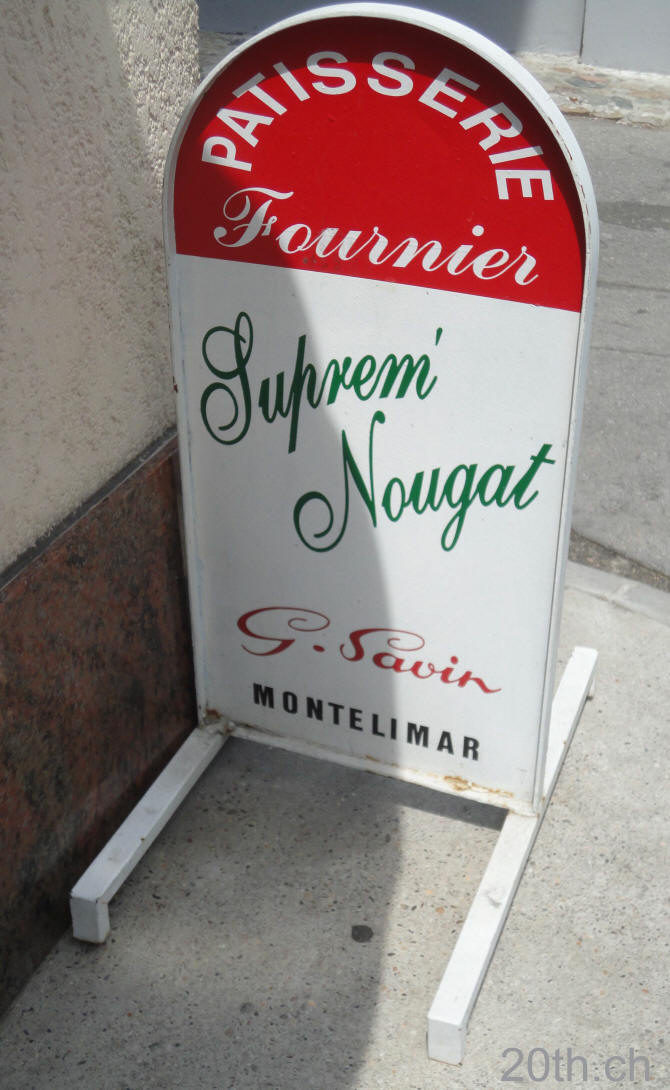 PATISSERIE
Fournier
Suprem'
Nougat
G. Savin
MONTELIMAR
20th.ch